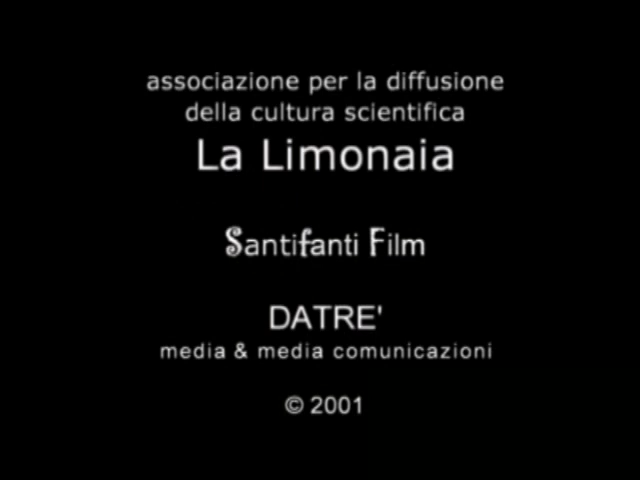 associazione per la diffusione
della cultura scientifica
La Limonaia
Santifanti Film
DATRE'
media & media comunicazioni
© 2001